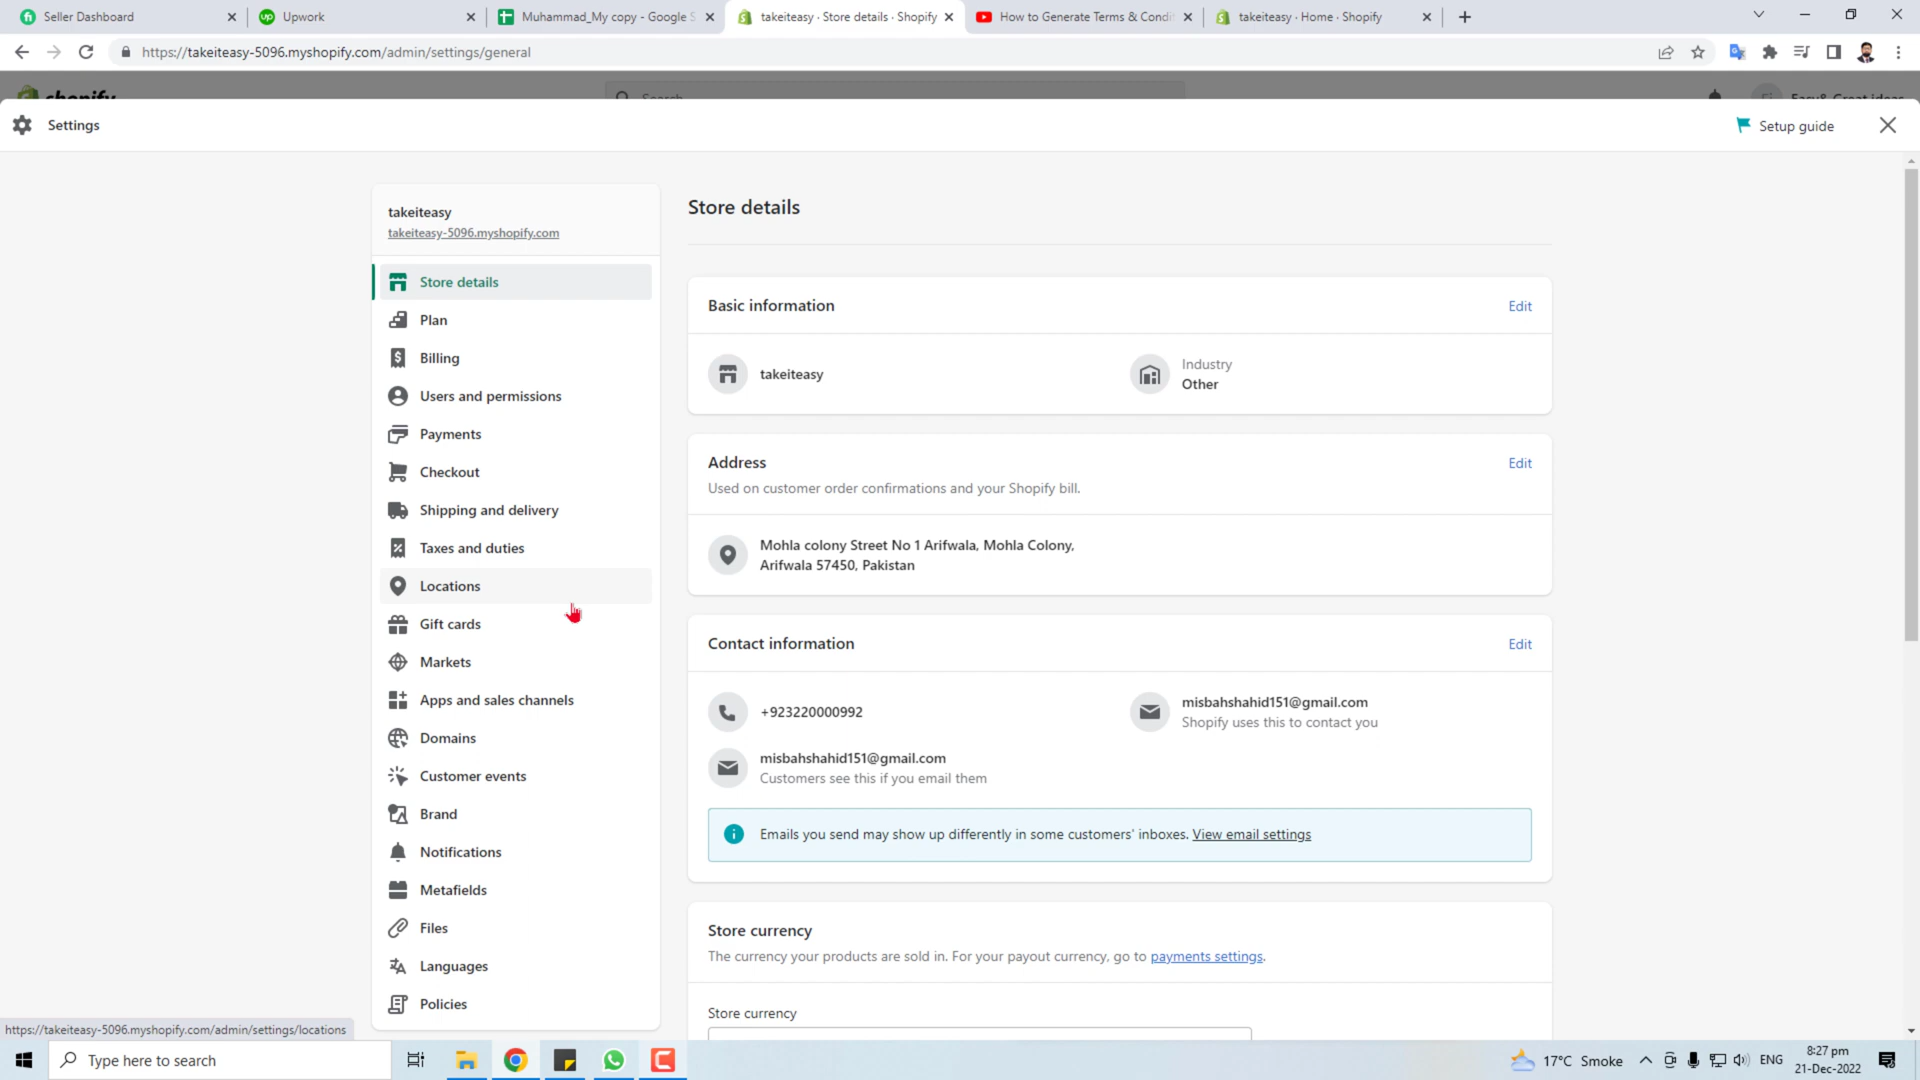 Seller Dashboard
Upwork
Muhammad_My copy - Google S
takeiteasy · Store details · Shopify
How to Generate Terms & Condi
takeiteasy · Home · Shopify
https://takeiteasy-5096.myshopify.com/admin/settings/general
shopify
Search
Easy& Great ideas
Settings
Setup guide
takeiteasy
takeiteasy-5096.myshopify.com
Store details
Plan
Billing
Users and permissions
Payments
Checkout
Shipping and delivery
Taxes and duties
Locations
Gift cards
Markets
Apps and sales channels
Domains
Customer events
Brand
Notifications
Metafields
Files
Languages
Policies
Store details
Basic information
Edit
takeiteasy
Industry
Other
Address
Edit
Used on customer order confirmations and your Shopify bill.
Mohla colony Street No 1 Arifwala, Mohla Colony,
Arifwala 57450, Pakistan
Contact information
Edit
+923220000992
misbahshahid151@gmail.com
Shopify uses this to contact you
misbahshahid151@gmail.com
Customers see this if you email them
Emails you send may show up differently in some customers' inboxes. View email settings
Store currency
The currency your products are sold in. For your payout currency, go to payments settings.
Store currency
https://takeiteasy-5096.myshopify.com/admin/settings/locations
Type here to search
17°C Smoke
ENG
8:27 pm
21-Dec-2022